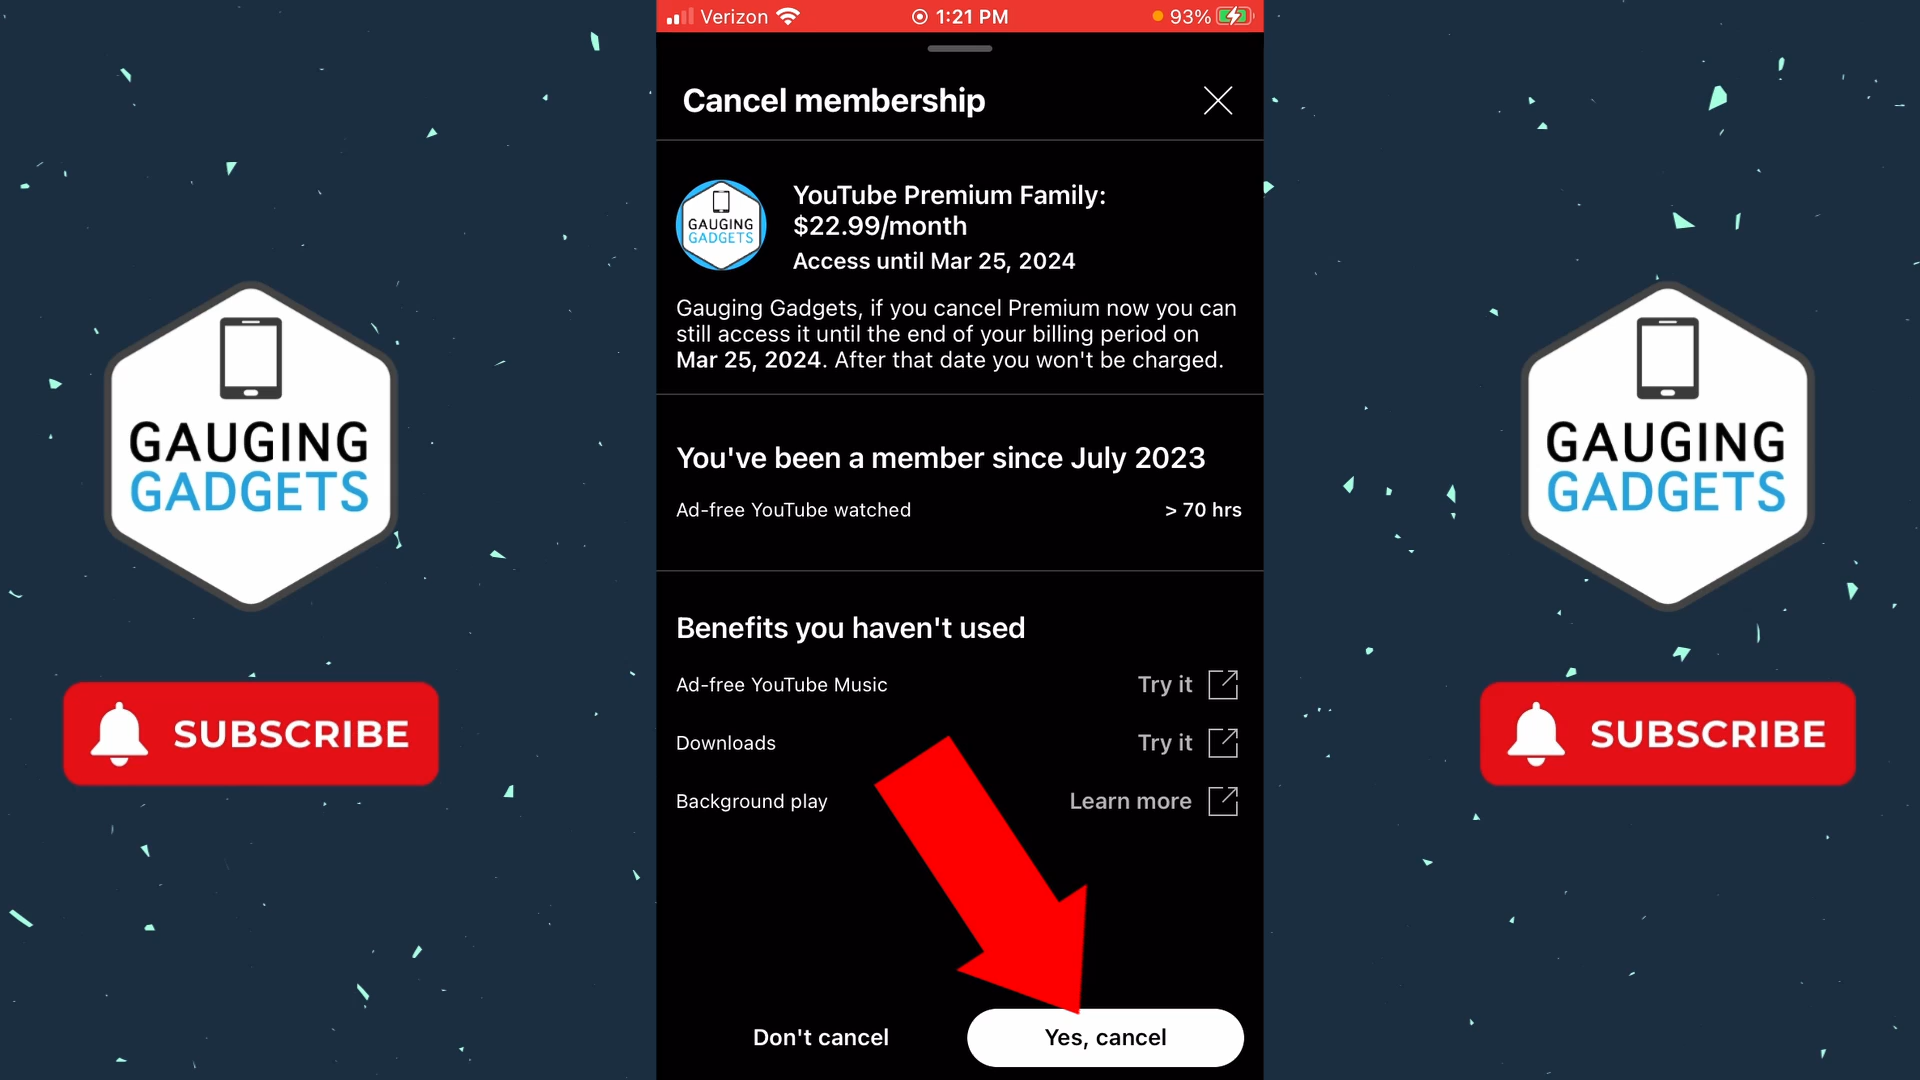 Verizon 1:21 PM 93%
Cancel membership
GAUGING
GADGETS
YouTube Premium Family:
$22.99/month
Access until Mar 25, 2024
Gauging Gadgets, if you cancel Premium now you can
still access it until the end of your billing period on
Mar 25, 2024. After that date you won't be charged.
You've been a member since July 2023
Ad-free YouTube watched > 70 hrs
Benefits you haven't used
Ad-free YouTube Music Try it
Downloads Try it
Background play Learn more
Don't cancel Yes, cancel
GAUGING
GADGETS
SUBSCRIBE
GAUGING
GADGETS
SUBSCRIBE